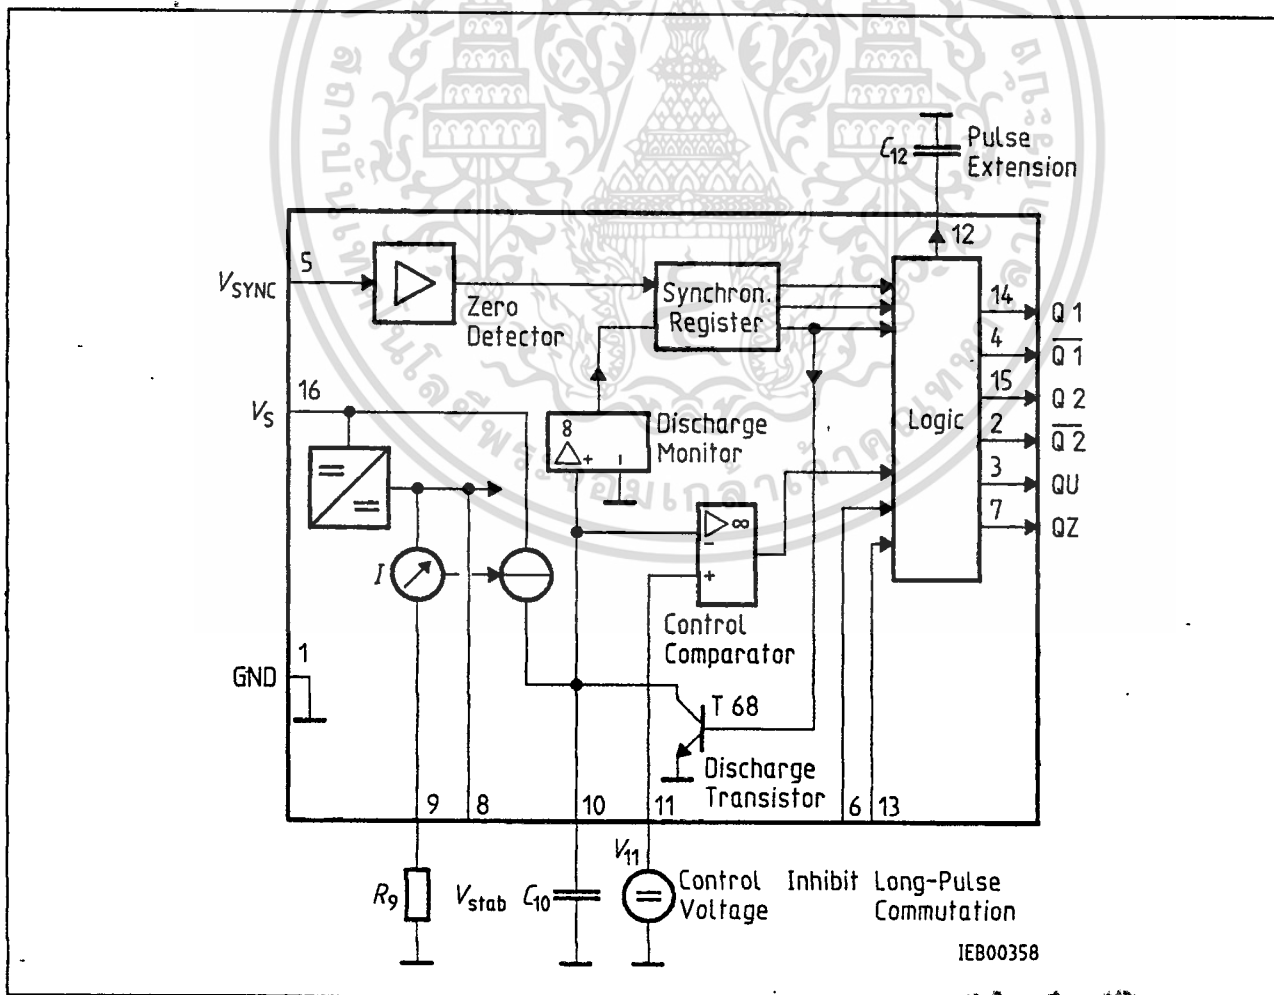 C12
Pulse
Extension
12
5
VSYNC
Zero
Detector
Synchron.
Register
14
Q1
4
Q̅1̅
15
Q2
2
Q̅2̅
3
QU
7
QZ
Logic
16
VS
8
+
-
Discharge
Monitor
∞
-
+
Control
Comparator
I
1
GND
T 68
Discharge
Transistor
9
8
10
11
6
13
V11
R9
Vstab
C10
Control
Voltage
Inhibit
Long-Pulse
Commutation
IEB00358